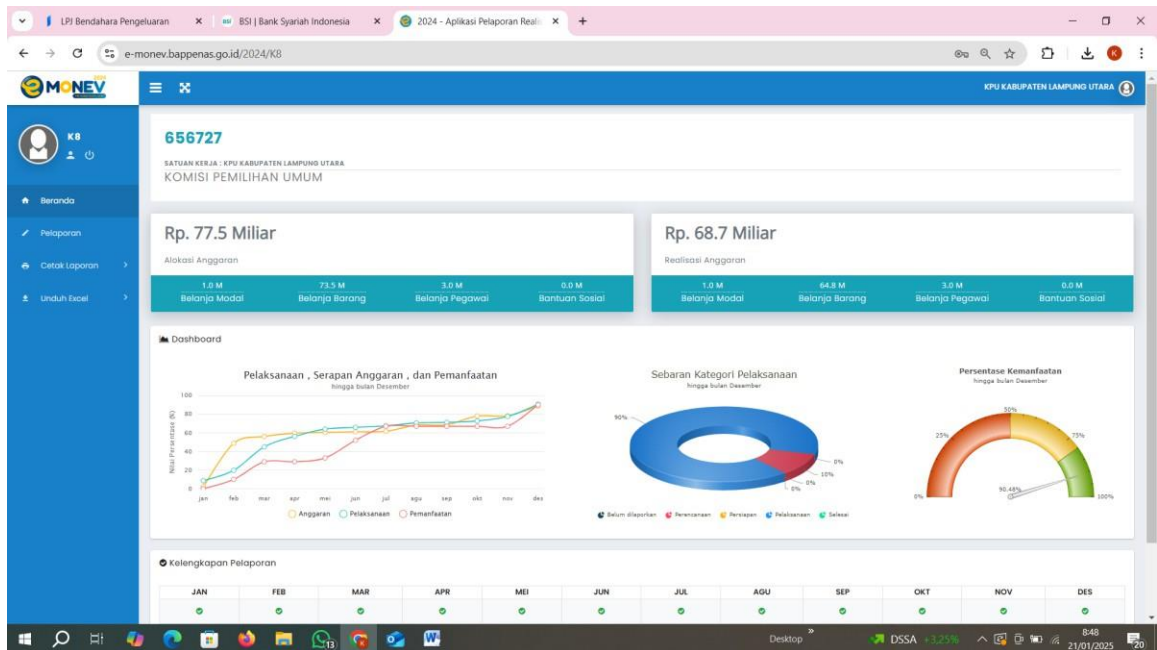 LPJ Bendahara Pengeluaran
BSI | Bank Syariah Indonesia
2024 - Aplikasi Pelaporan Reali
e-monev.bappenas.go.id/2024/K8
K
eMONEV
KPU KABUPATEN LAMPUNG UTARA
K8
Beranda
Pelaporan
Cetak Laporan
Unduh Excel
656727
SATUAN KERJA : KPU KABUPATEN LAMPUNG UTARA
KOMISI PEMILIHAN UMUM
Rp. 77.5 Miliar
Alokasi Anggaran
1.0 M 73.5 M 3.0 M 0.0 M
Belanja Modal Belanja Barang Belanja Pegawai Bantuan Sosial
Rp. 68.7 Miliar
Realisasi Anggaran
1.0 M 64.8 M 3.0 M 0.0 M
Belanja Modal Belanja Barang Belanja Pegawai Bantuan Sosial
Dashboard
Pelaksanaan , Serapan Anggaran , dan Pemanfaatan
hingga bulan Desember
Nilai Persentase (%)
100
80
60
40
20
0
jan feb mar apr mei jun jul agu sep okt nov des
Anggaran Pelaksanaan Pemanfaatan
Sebaran Kategori Pelaksanaan
hingga bulan Desember
90%
0%
10%
0%
0%
Belum dilaporkan Perencanaan Persiapan Pelaksanaan Selesai
Persentase Kemanfaatan
hingga bulan Desember
50%
25% 75%
90.48%
0% 100%
Kelengkapan Pelaporan
JAN FEB MAR APR MEI JUN JUL AGU SEP OKT NOV DES
13
Desktop
DSSA +3,25%
8:48
21/01/2025
20